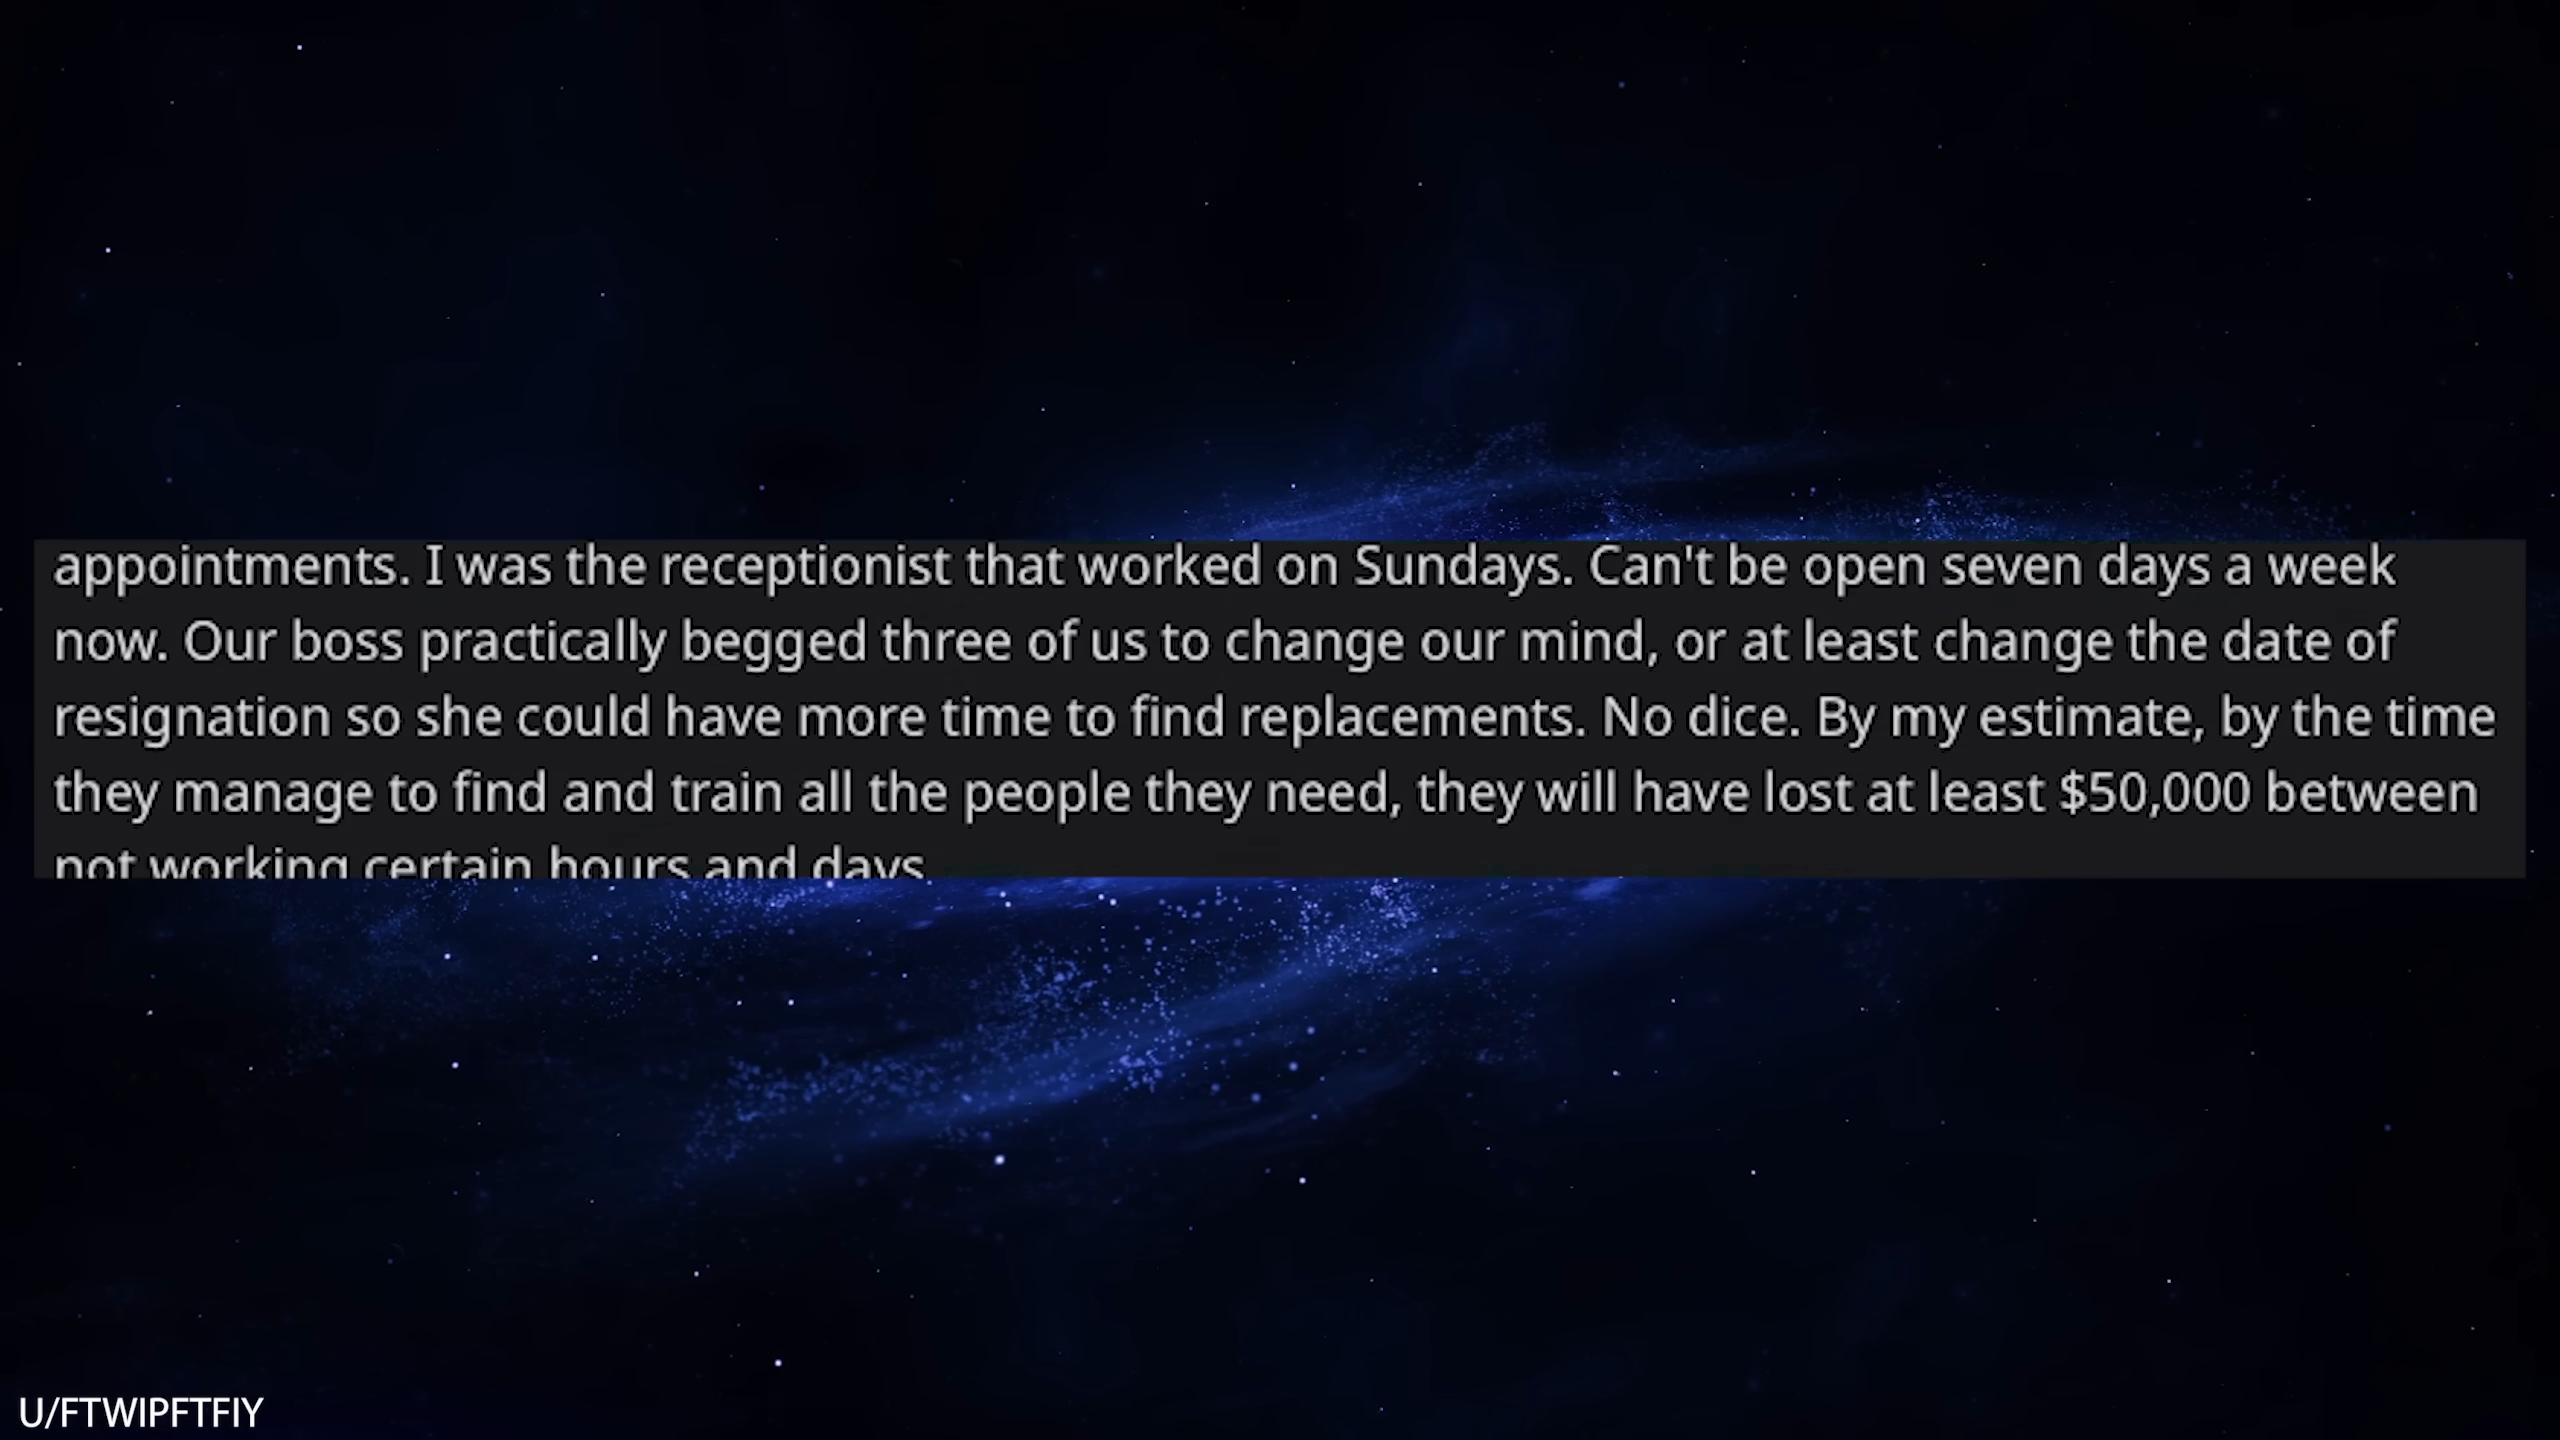 appointments. I was the receptionist that worked on Sundays. Can't be open seven days a week
now. Our boss practically begged three of us to change our mind, or at least change the date of
resignation so she could have more time to find replacements. No dice. By my estimate, by the time
they manage to find and train all the people they need, they will have lost at least $50,000 between
not working certain hours and days
U/FTWIPFTFIY